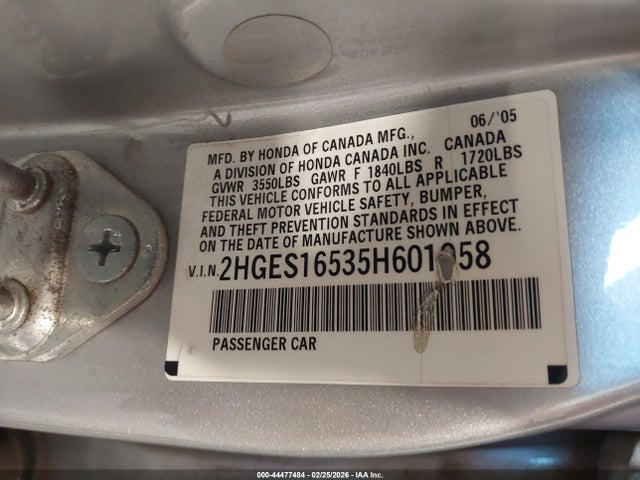 06/'05
MFD. BY HONDA OF CANADA MFG.,
A DIVISION OF HONDA CANADA INC. CANADA
GVWR 3550LBS GAWR F 1840LBS R 1720LBS
THIS VEHICLE CONFORMS TO ALL APPLICABLE
FEDERAL MOTOR VEHICLE SAFETY, BUMPER,
AND THEFT PREVENTION STANDARDS IN EFFECT
ON THE DATE OF MANUFACTURE SHOWN ABOVE.
V.I.N. 2HGES16535H601058
PASSENGER CAR
000-44477484 - 02/25/2026 - IAA Inc.